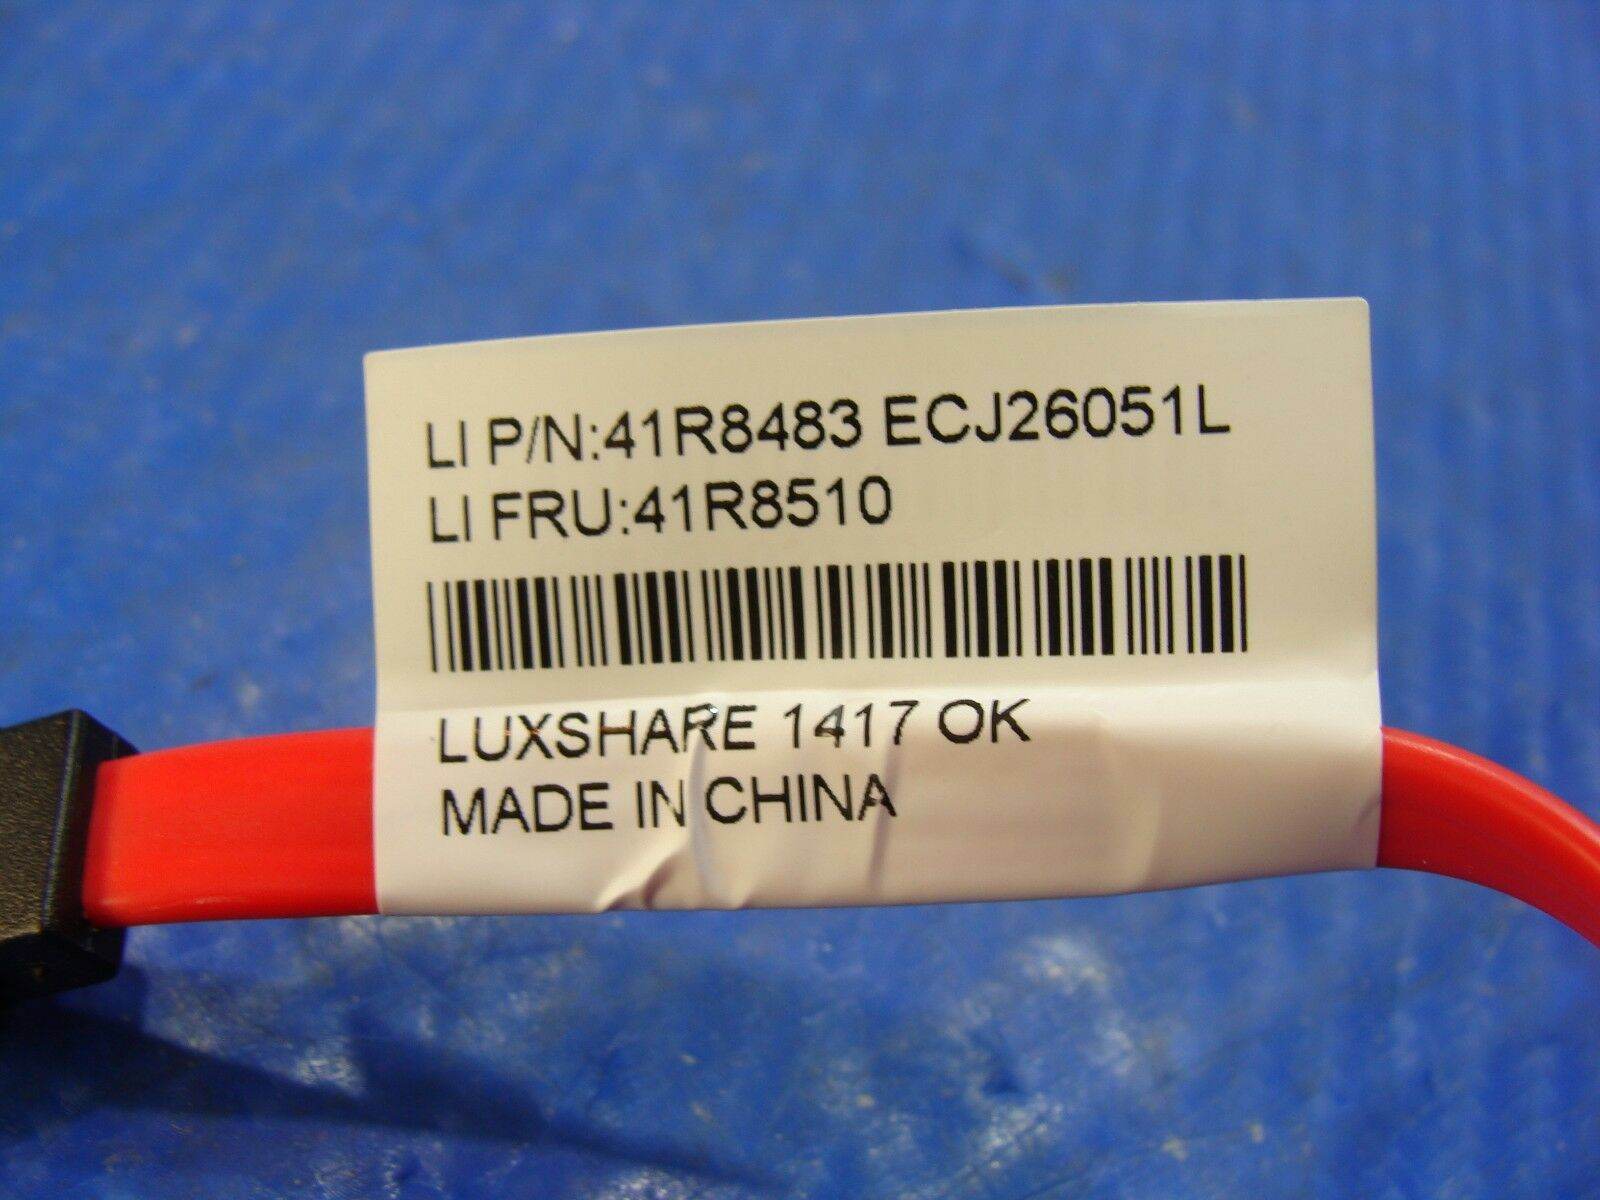 LI P/N:41R8483 ECJ26051L
LI FRU:41R8510
LUXSHARE 1417 OK
MADE IN CHINA